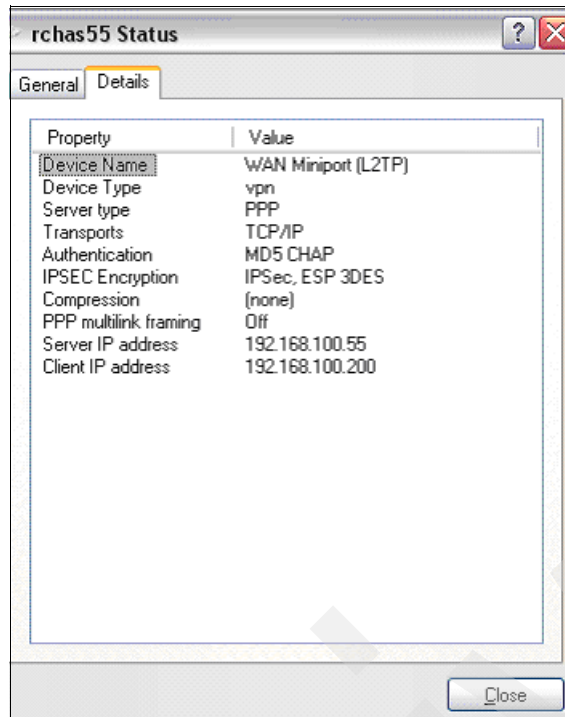 rchas55 Status
?
General Details
Property Value
Device Name WAN Miniport (L2TP)
Device Type vpn
Server type PPP
Transports TCP/IP
Authentication MD5 CHAP
IPSEC Encryption IPSec, ESP 3DES
Compression (none)
PPP multilink framing Off
Server IP address 192.168.100.55
Client IP address 192.168.100.200
Close